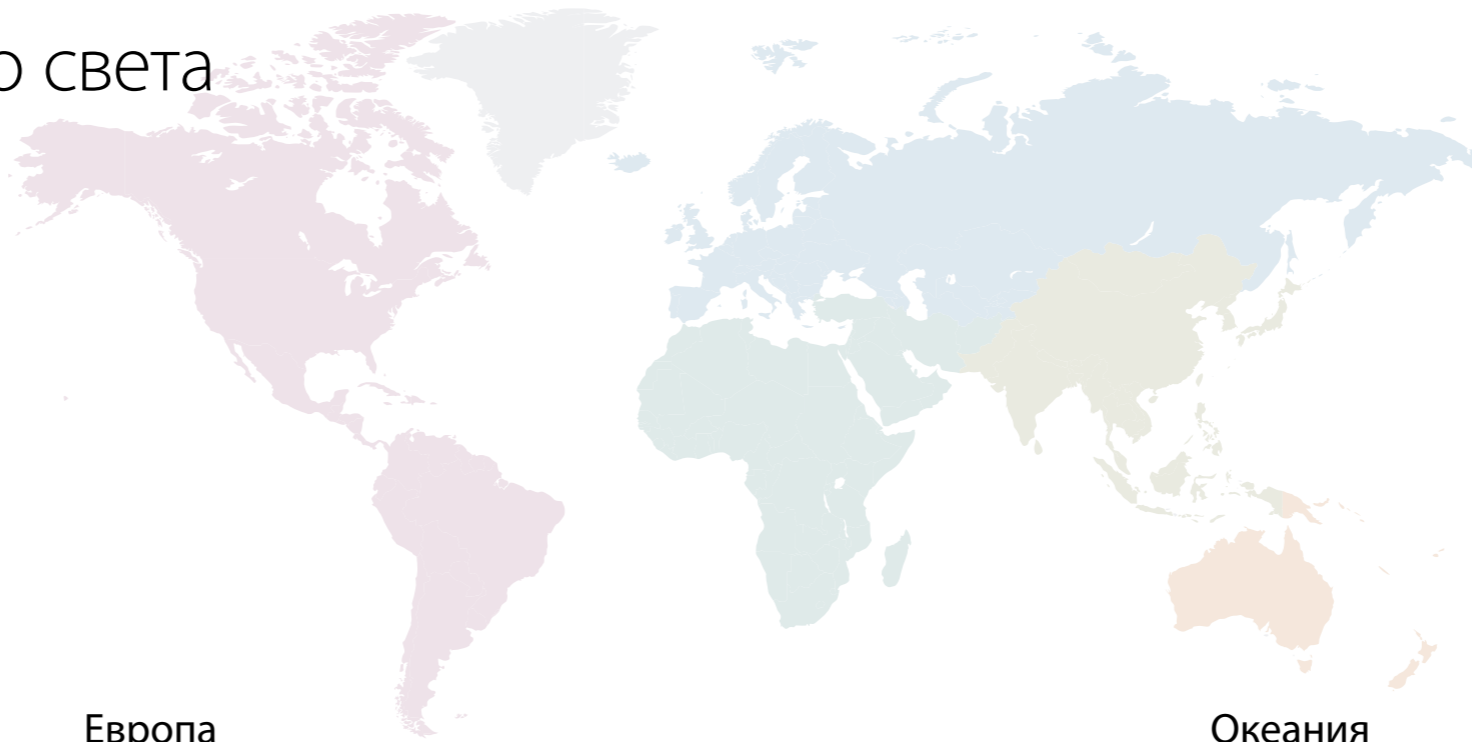 о света
Европа
Океания